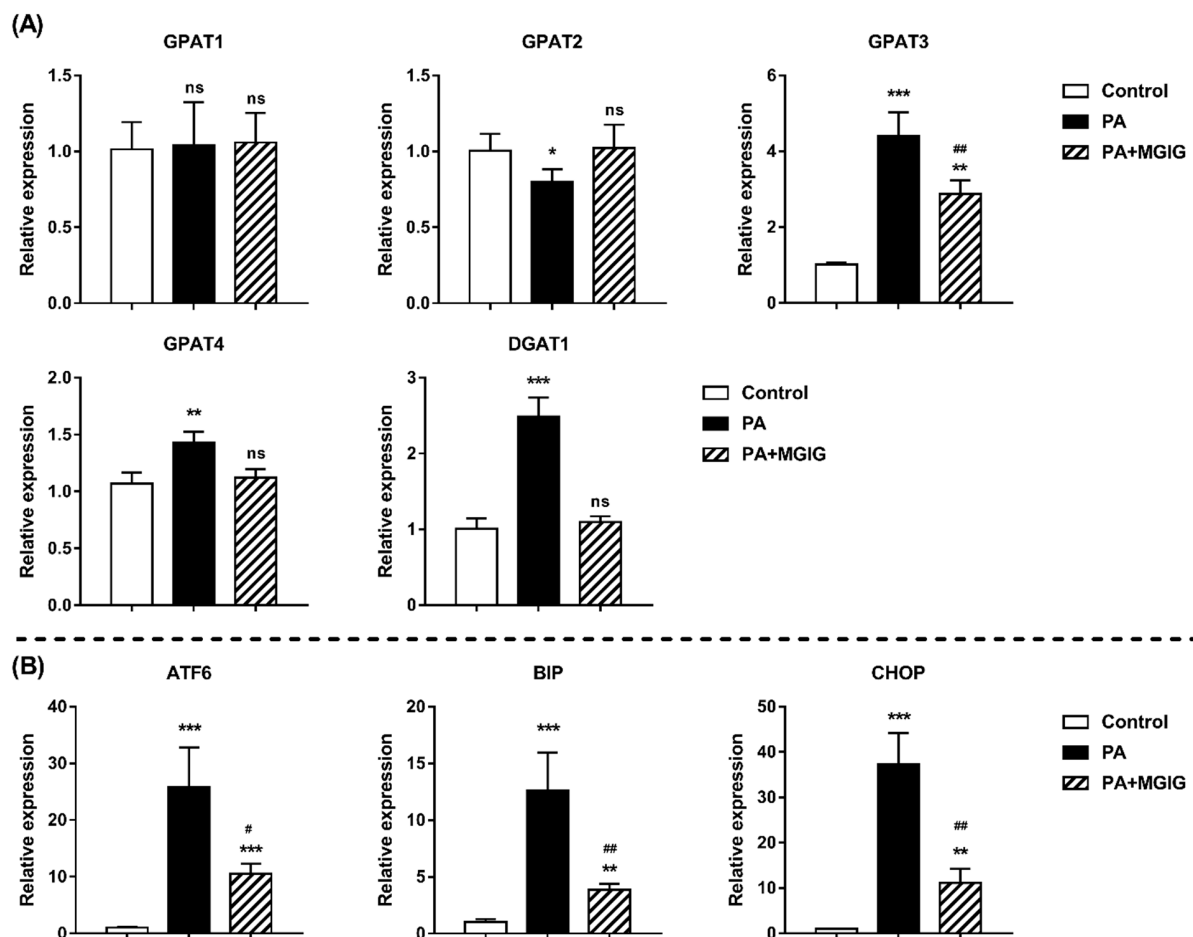 (A)
GPAT1
Relative expression
1.5
1.0
0.5
0.0
ns
ns
GPAT2
Relative expression
1.5
1.0
0.5
0.0
*
ns
GPAT3
Relative expression
6
4
2
0
***
##
**
Control
PA
PA+MGIG
GPAT4
Relative expression
2.0
1.5
1.0
0.5
0.0
**
ns
DGAT1
Relative expression
3
2
1
0
***
ns
Control
PA
PA+MGIG
(B)
ATF6
Relative expression
40
30
20
10
0
***
#
***
BIP
Relative expression
20
15
10
5
0
***
##
**
CHOP
Relative expression
50
40
30
20
10
0
***
##
**
Control
PA
PA+MGIG